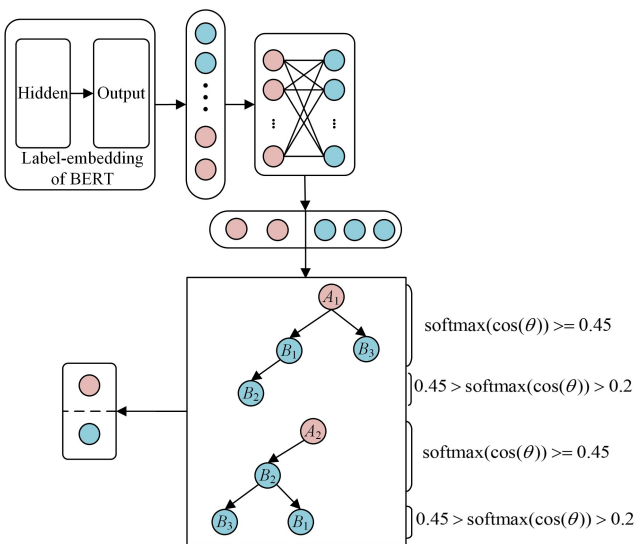 Hidden
Output
Label-embedding
of BERT
A₁
softmax(cos(θ)) >= 0.45
B₁
B₃
B₂
0.45 > softmax(cos(θ)) > 0.2
A₂
softmax(cos(θ)) >= 0.45
B₂
B₃
B₁
0.45 > softmax(cos(θ)) > 0.2